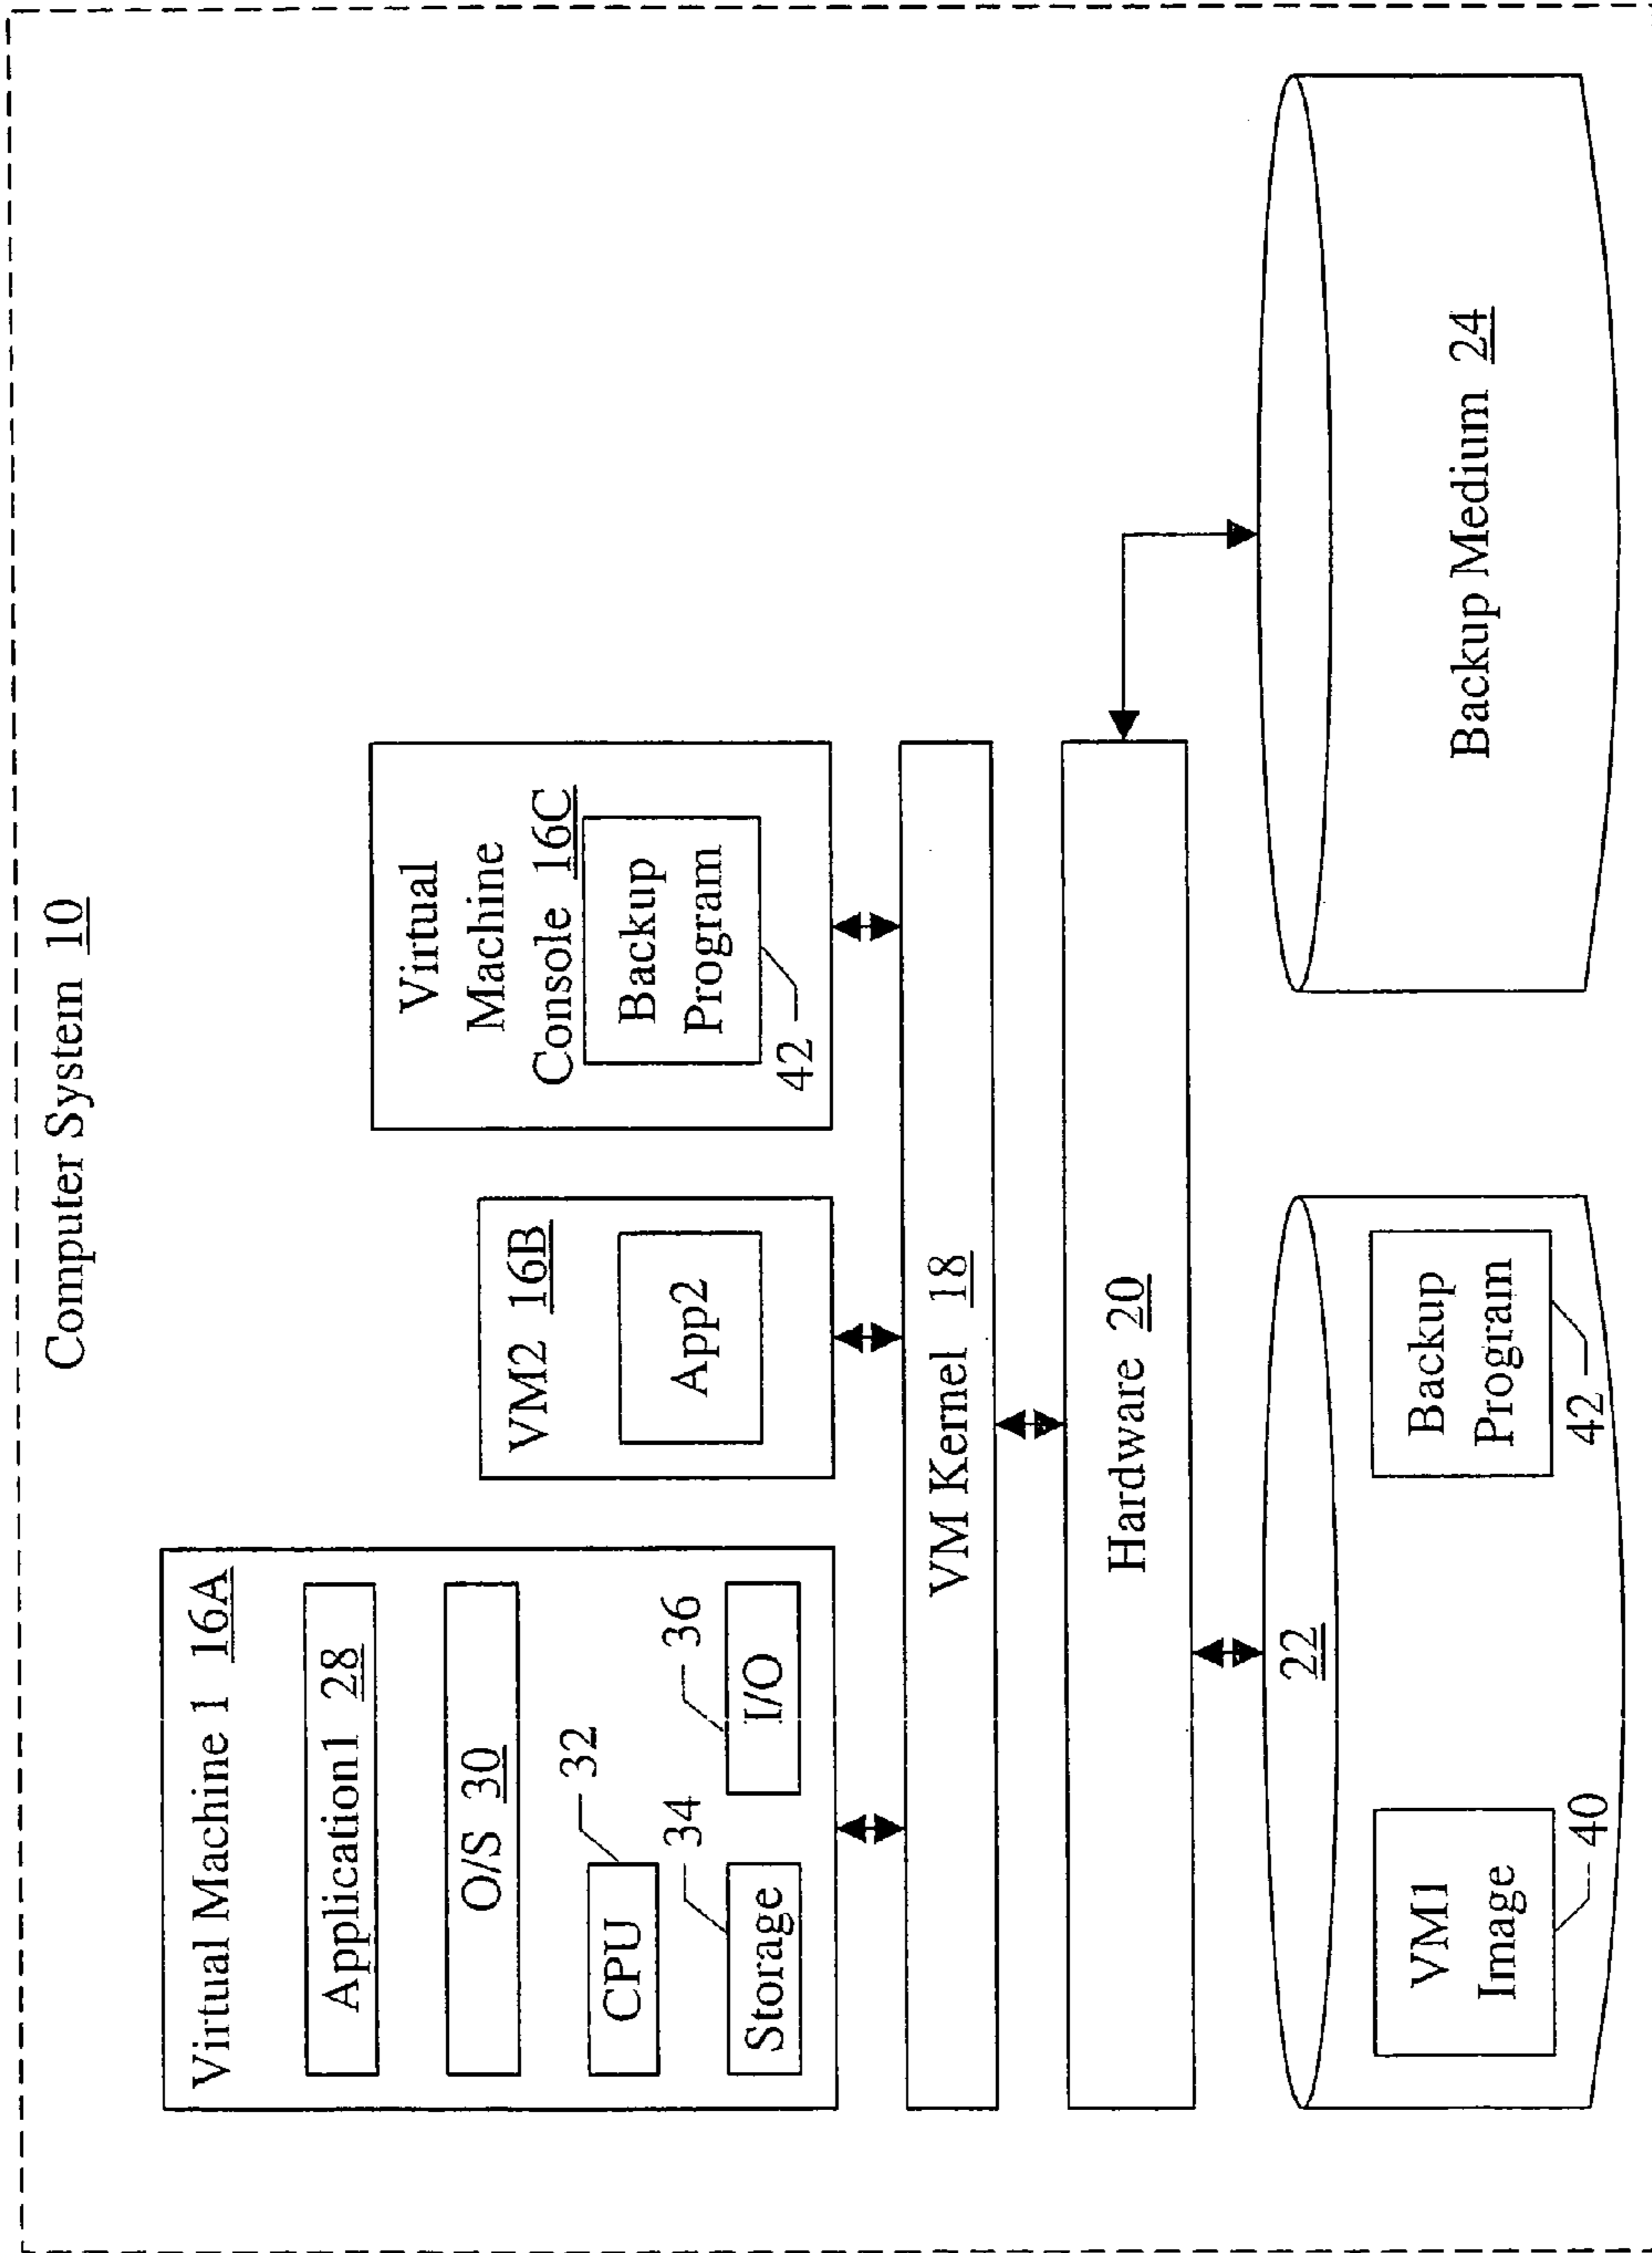 Computer System 10
Virtual Machine 1 16A
Application1 28
O/S 30
CPU
32
Storage
34
I/O
36
VM2 16B
App2
Virtual
Machine
Console 16C
Backup
Program
42
VM Kernel 18
Hardware 20
22
VM1
Image
40
Backup
Program
42
Backup Medium 24